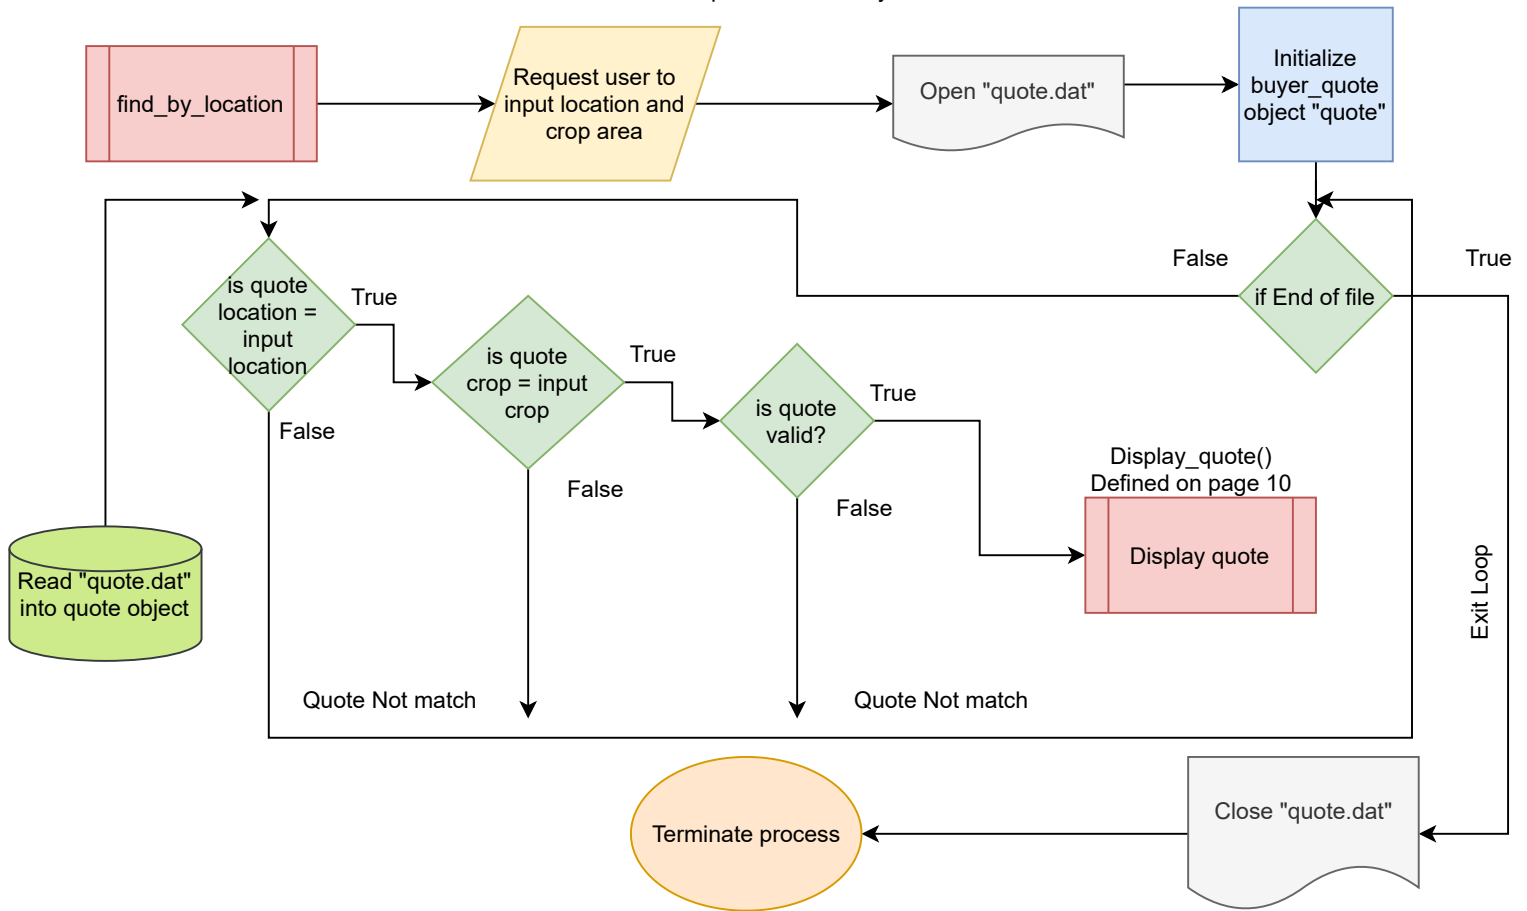 find_by_location
Request user to
input location and
crop area
Open "quote.dat"
Initialize
buyer_quote
object "quote"
False
True
if End of file
is quote
location =
input
location
True
False
is quote
crop = input
crop
True
False
is quote
valid?
True
False
Display_quote()
Defined on page 10
Display quote
Exit Loop
Read "quote.dat"
into quote object
Quote Not match
Quote Not match
Terminate process
Close "quote.dat"